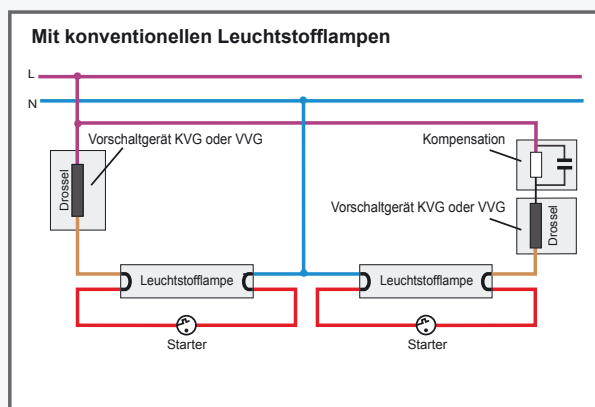 Mit konventionellen Leuchtstofflampen
L
N
Vorschaltgerät KVG oder VVG
Kompensation
Drossel
Vorschaltgerät KVG oder VVG
Drossel
Leuchtstofflampe
Leuchtstofflampe
Starter
Starter